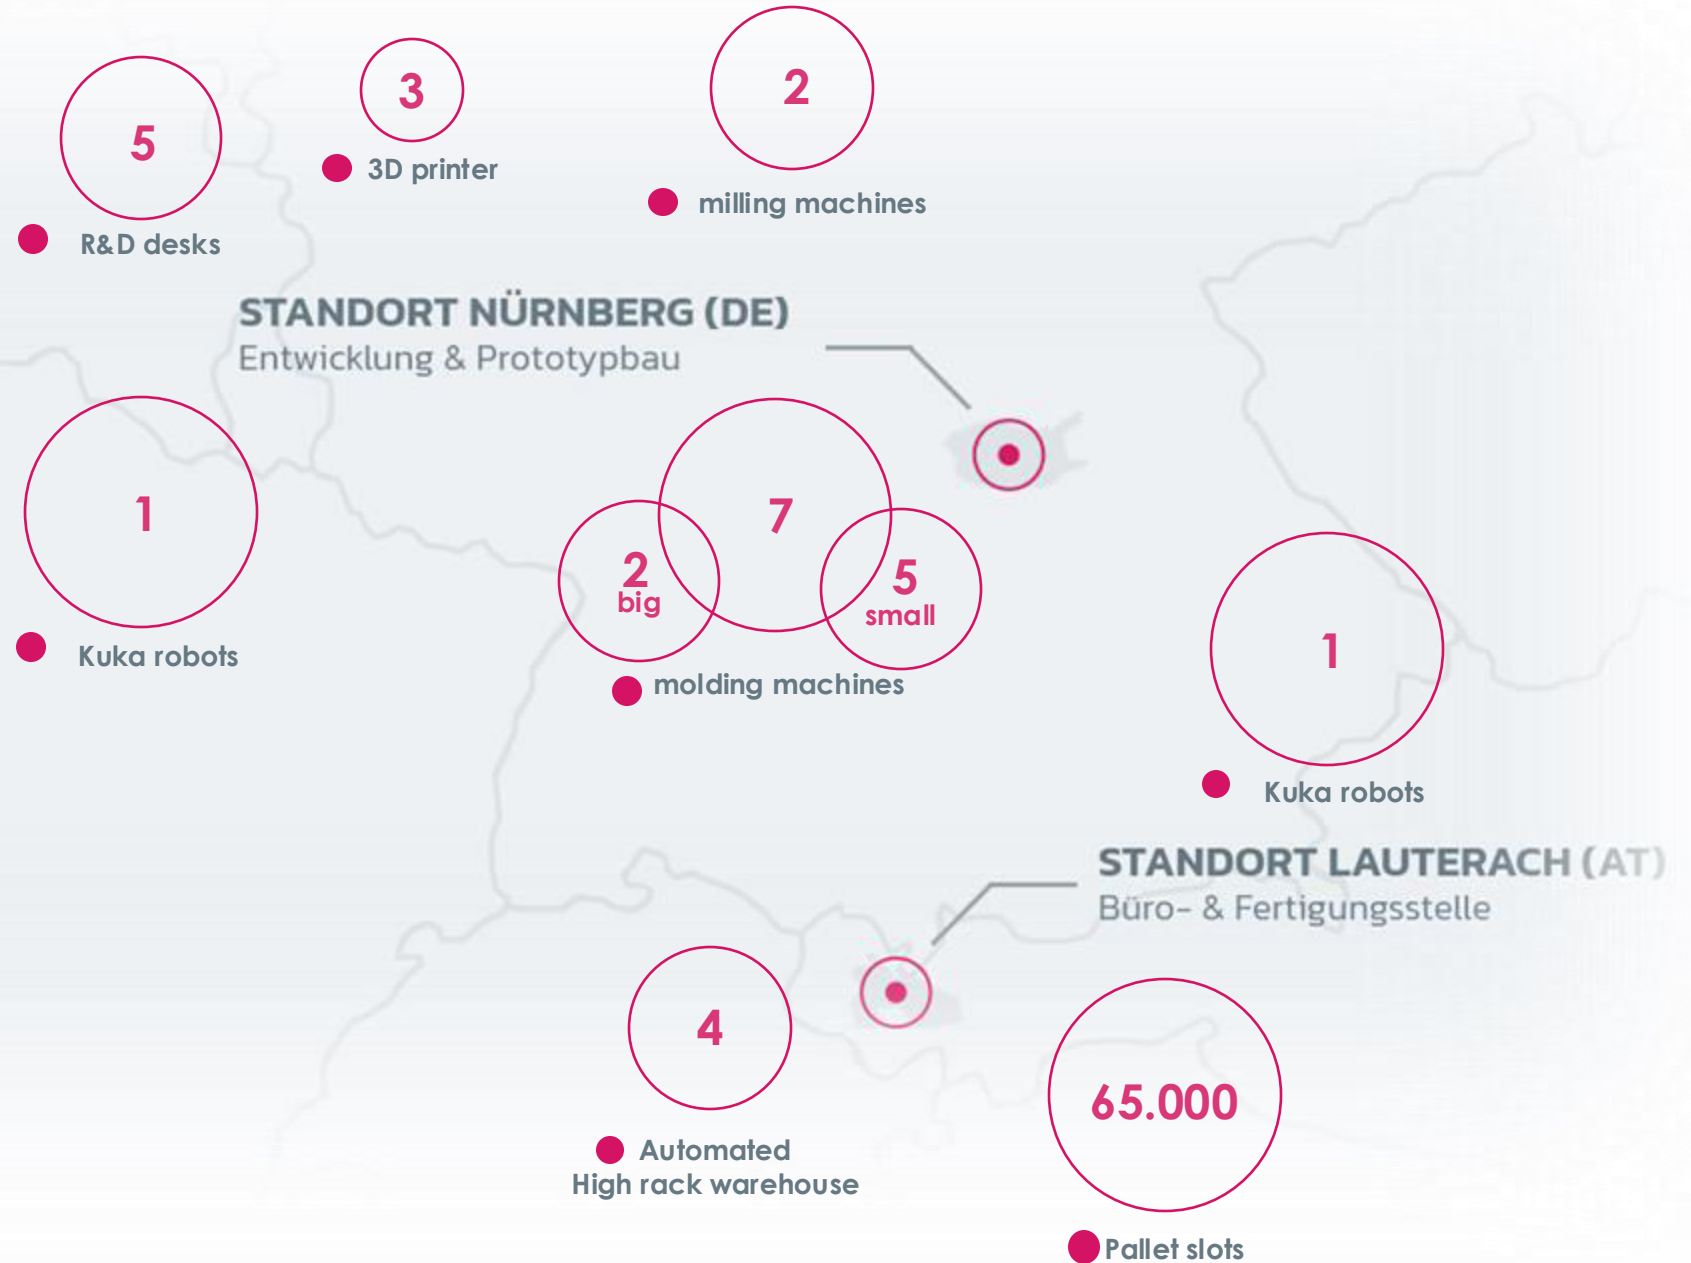 5
R&D desks
3
3D printer
2
milling machines
STANDORT NÜRNBERG (DE)
Entwicklung & Prototypbau
1
Kuka robots
7
2
big
5
small
molding machines
1
Kuka robots
STANDORT LAUTERACH (AT)
Büro- & Fertigungsstelle
4
Automated
High rack warehouse
65.000
Pallet slots